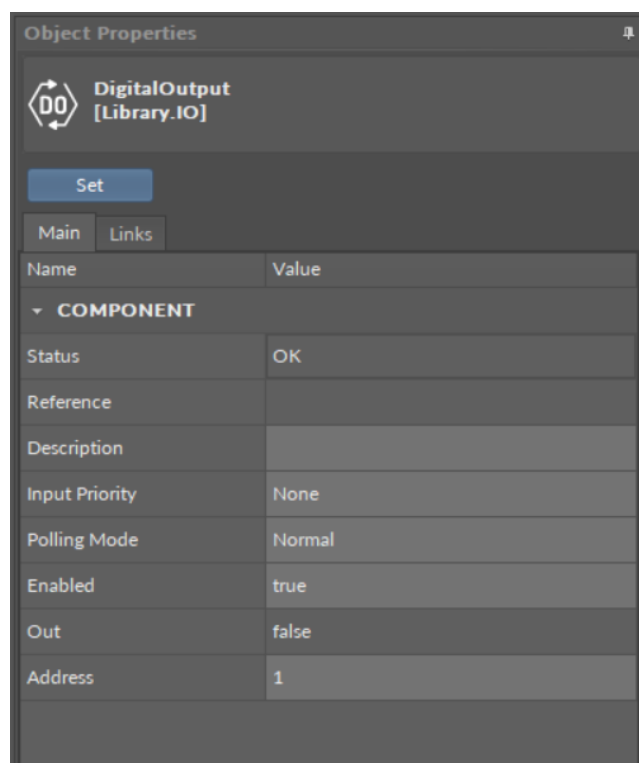 Object Properties
DO
DigitalOutput
[Library.IO]
Set
Main Links
Name Value
COMPONENT
Status OK
Reference
Description
Input Priority None
Polling Mode Normal
Enabled true
Out false
Address 1